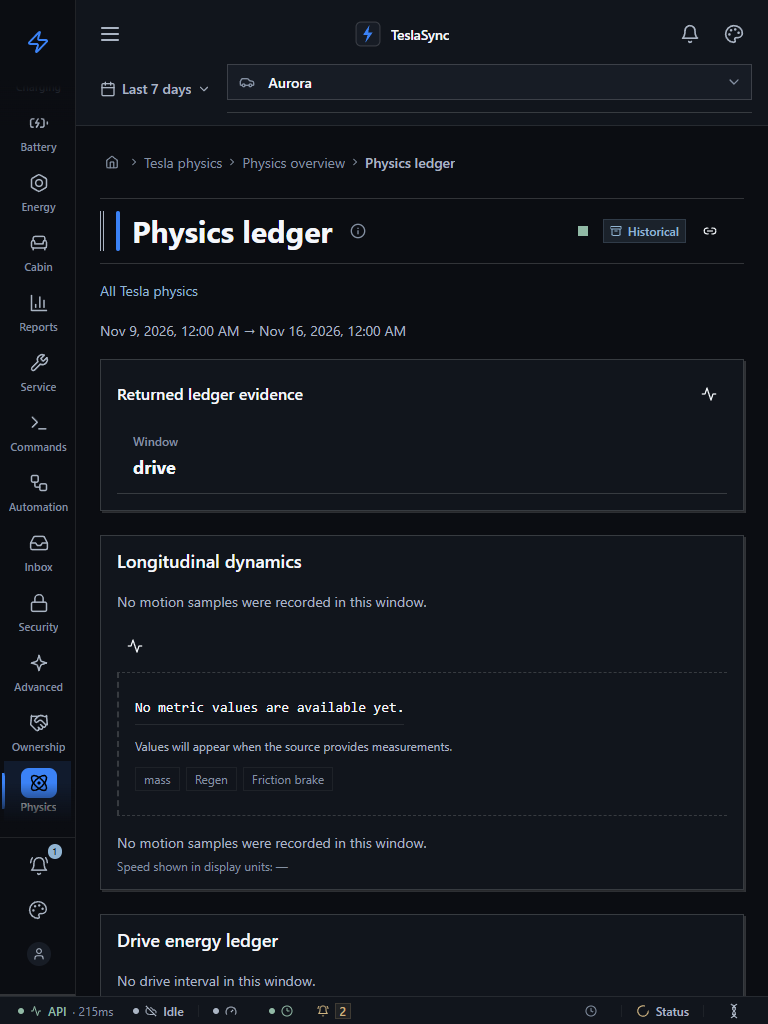 TeslaSync
Last 7 days
Aurora
Charging
Battery
Energy
Cabin
Reports
Service
Commands
Automation
Inbox
Security
Advanced
Ownership
Physics
1
Tesla physics
Physics overview
Physics ledger
Physics ledger
Historical
All Tesla physics
Nov 9, 2026, 12:00 AM → Nov 16, 2026, 12:00 AM
Returned ledger evidence
Window
drive
Longitudinal dynamics
No motion samples were recorded in this window.
No metric values are available yet.
Values will appear when the source provides measurements.
mass
Regen
Friction brake
No motion samples were recorded in this window.
Speed shown in display units: —
Drive energy ledger
No drive interval in this window.
API · 215ms
Idle
2
Status